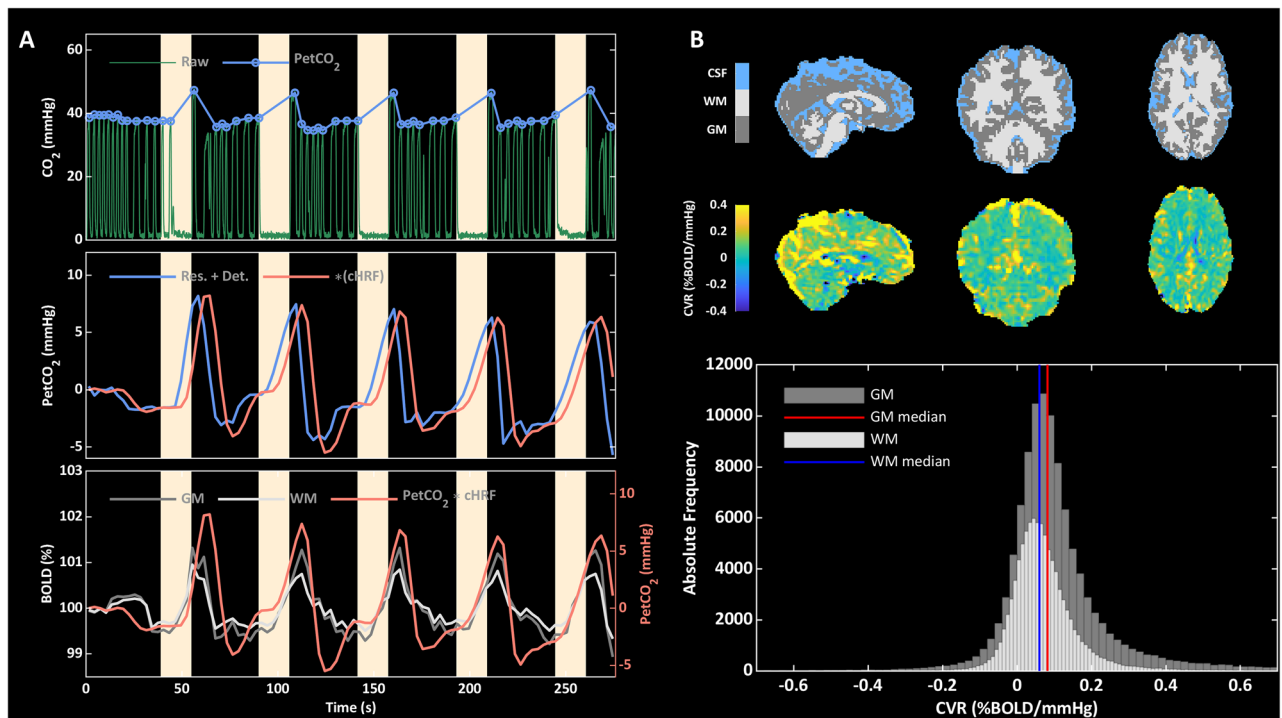 A
60
40
20
0
CO2 (mmHg)
Raw
PetCO2
10
5
0
-5
PetCO2 (mmHg)
Res. + Det.
*(cHRF)
103
102
101
100
99
BOLD (%)
GM
WM
PetCO2 * cHRF
10
5
0
-5
PetCO2 (mmHg)
0
50
100
150
200
250
Time (s)
B
CSF
WM
GM
0.4
0.2
0
-0.2
-0.4
CVR (%BOLD/mmHg)
12000
10000
8000
6000
4000
2000
0
Absolute Frequency
GM
GM median
WM
WM median
-0.6
-0.4
-0.2
0
0.2
0.4
0.6
CVR (%BOLD/mmHg)